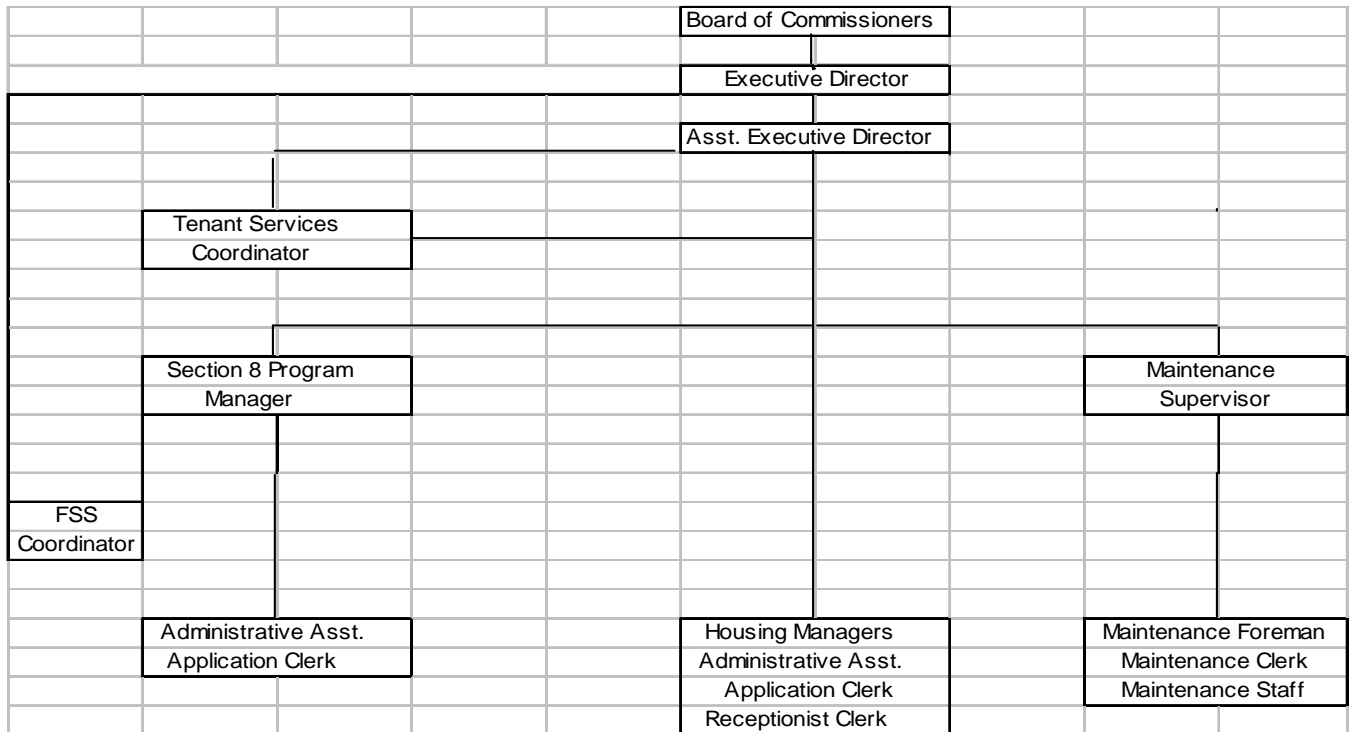 Board of Commissioners
Executive Director
Asst. Executive Director
Tenant Services
Coordinator
Section 8 Program
Manager
Maintenance
Supervisor
FSS
Coordinator
Administrative Asst.
Application Clerk
Housing Managers
Administrative Asst.
Application Clerk
Receptionist Clerk
Maintenance Foreman
Maintenance Clerk
Maintenance Staff